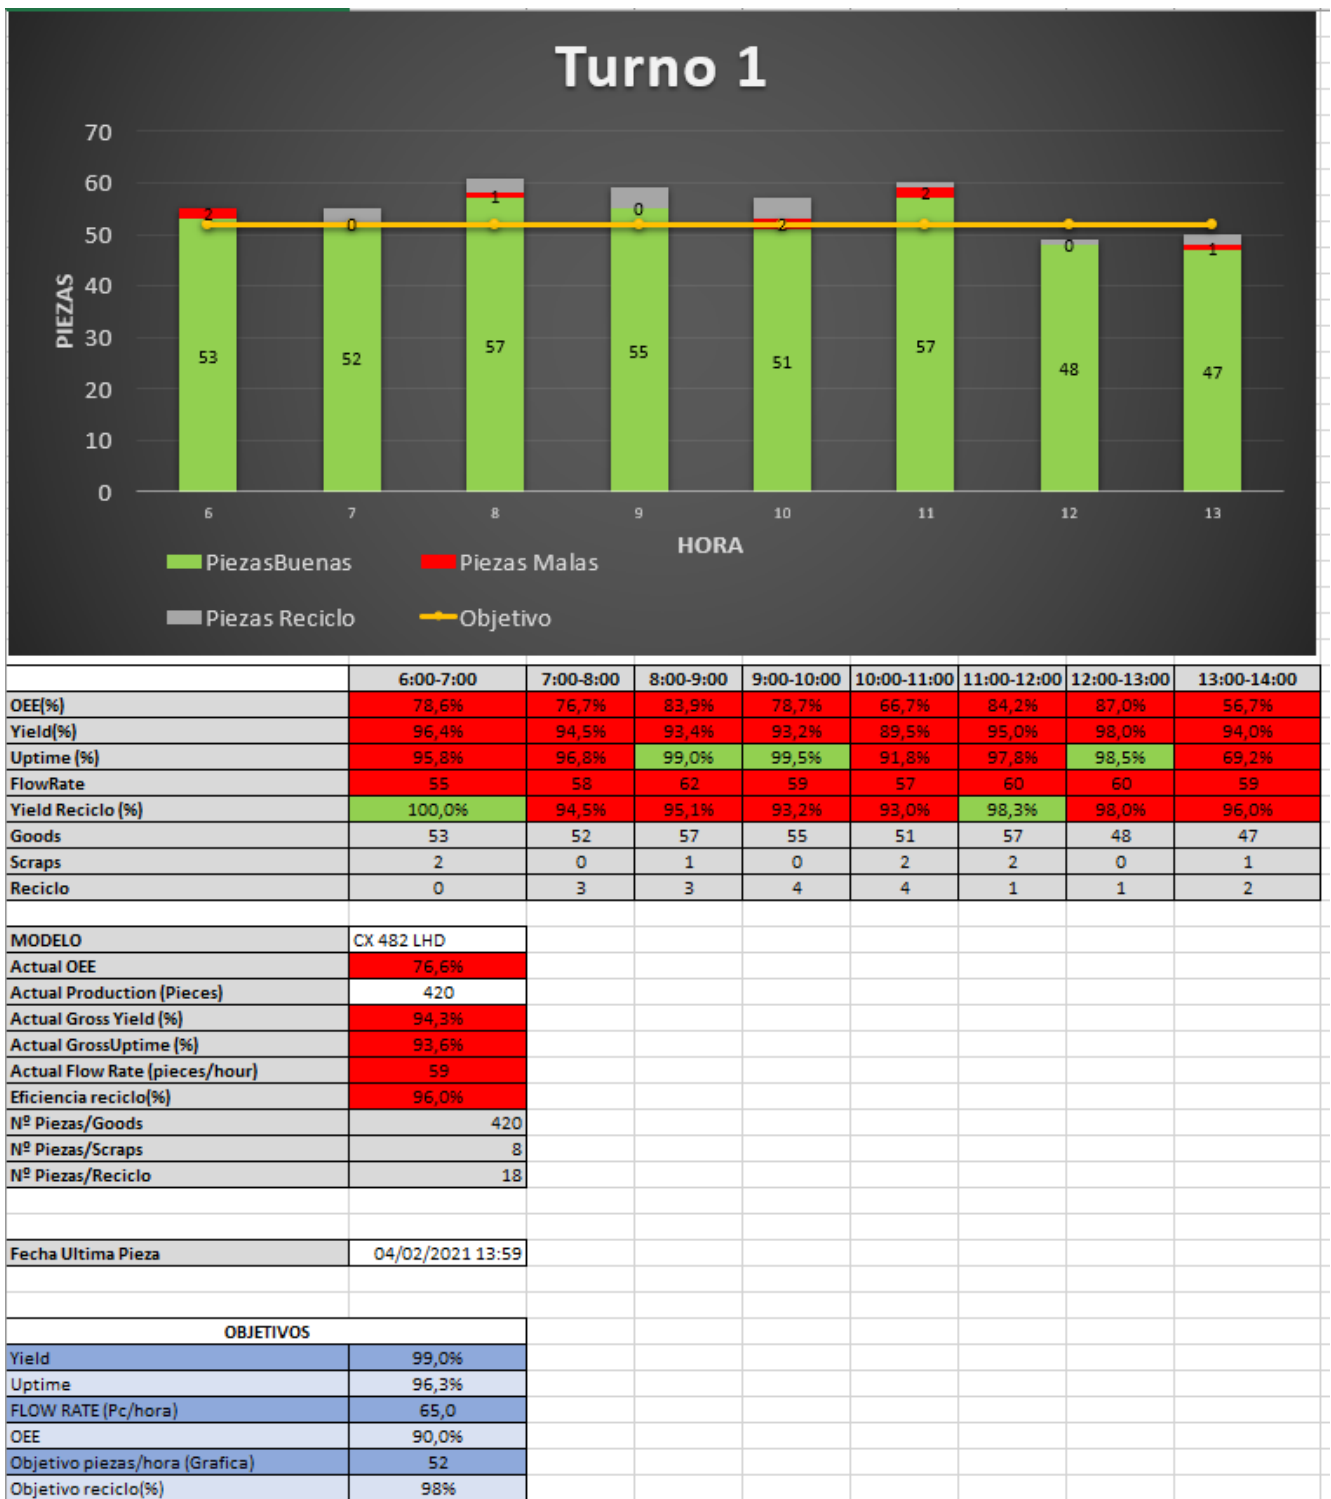 Turno 1
70
60
50
40
30
20
10
0
PIEZAS
2 0 1 0 2 2 0 1
53 52 57 55 51 57 48 47
6 7 8 9 10 11 12 13
HORA
PiezasBuenas Piezas Malas
Piezas Reciclo Objetivo
6:00-7:00 7:00-8:00 8:00-9:00 9:00-10:00 10:00-11:00 11:00-12:00 12:00-13:00 13:00-14:00
OEE(%) 78,6% 76,7% 83,9% 78,7% 66,7% 84,2% 87,0% 56,7%
Yield(%) 96,4% 94,5% 93,4% 93,2% 89,5% 95,0% 98,0% 94,0%
Uptime (%) 95,8% 96,8% 99,0% 99,5% 91,8% 97,8% 98,5% 69,2%
FlowRate 55 58 62 59 57 60 60 59
Yield Reciclo (%) 100,0% 94,5% 95,1% 93,2% 93,0% 98,3% 98,0% 96,0%
Goods 53 52 57 55 51 57 48 47
Scraps 2 0 1 0 2 2 0 1
Reciclo 0 3 3 4 4 1 1 2
MODELO CX 482 LHD
Actual OEE 76,6%
Actual Production (Pieces) 420
Actual Gross Yield (%) 94,3%
Actual GrossUptime (%) 93,6%
Actual Flow Rate (pieces/hour) 59
Eficiencia reciclo(%) 96,0%
Nº Piezas/Goods 420
Nº Piezas/Scraps 8
Nº Piezas/Reciclo 18
Fecha Ultima Pieza 04/02/2021 13:59
OBJETIVOS
Yield 99,0%
Uptime 96,3%
FLOW RATE (Pc/hora) 65,0
OEE 90,0%
Objetivo piezas/hora (Grafica) 52
Objetivo reciclo(%) 98%